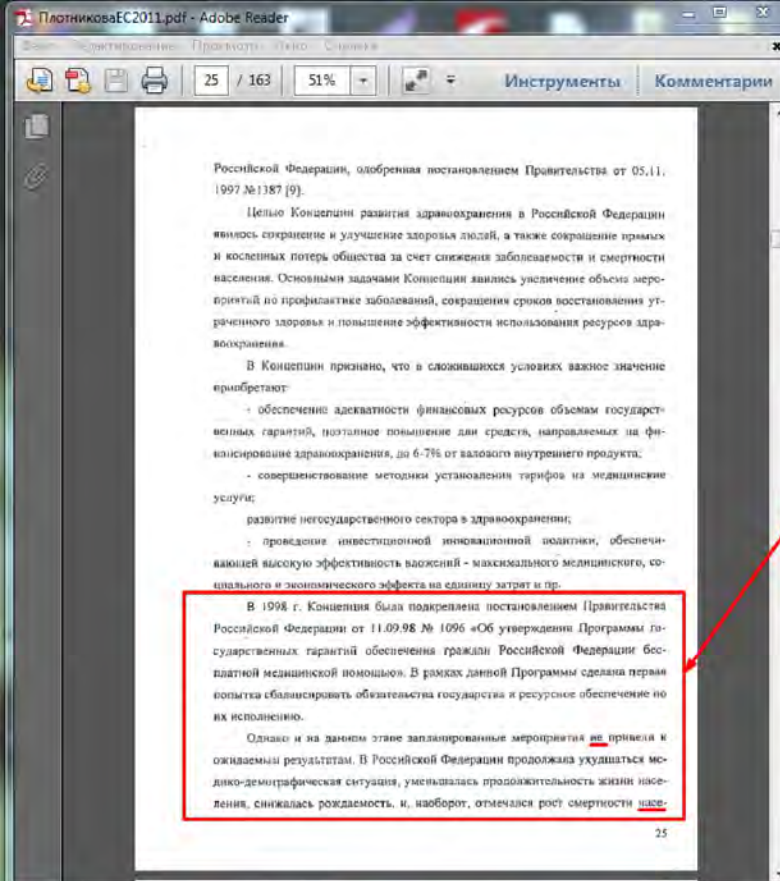 ПлотниковаЕС2011.pdf - Adobe Reader
Файл Редактирование Просмотр Окно Справка
25 / 163 51% Инструменты Комментарии
Российской Федерации, одобренная постановлением Правительства от 05.11.
1997 №1387 [9].
Целью Концепции развития здравоохранения в Российской Федерации
явилось сохранение и улучшение здоровья людей, а также сокращение прямых
и косвенных потерь общества за счет снижения заболеваемости и смертности
населения. Основными задачами Концепции явились увеличение объема меро-
приятий по профилактике заболеваний, сокращения сроков восстановления ут-
раченного здоровья и повышение эффективности использования ресурсов здра-
воохранения.
В Концепции признано, что в сложившихся условиях важное значение
приобретают
- обеспечение адекватности финансовых ресурсов объемам государст-
венных гарантий, поэтапное повышение дли средств, направляемых на фи-
нансирование здравоохранения, до 6-7% от валового внутреннего продукта;
- совершенствование методики установления тарифов на медицинские
услуги;
развитие негосударственного сектора в здравоохранении;
- проведение инвестиционной инновационной политики, обеспечи-
вающей высокую эффективность вложений - максимального медицинского, со-
циального и экономического эффекта на единицу затрат и пр.
В 1998 г. Концепция была подкреплена постановлением Правительства
Российской Федерации от 11.09.98 № 1096 «Об утверждении Программы го-
сударственных гарантий обеспечения граждан Российской Федерации бес-
платной медицинской помощью». В рамках данной Программы сделана первая
попытка сбалансировать обязательства государства и ресурсное обеспечение по
их исполнению.
Однако и на данном этапе запланированные мероприятия не привели к
ожидаемым результатам. В Российской Федерации продолжала ухудшаться ме-
дико-демографическая ситуация, уменьшалась продолжительность жизни насе-
ления, снижалась рождаемость, и, наоборот, отмечался рост смертности насе-
25